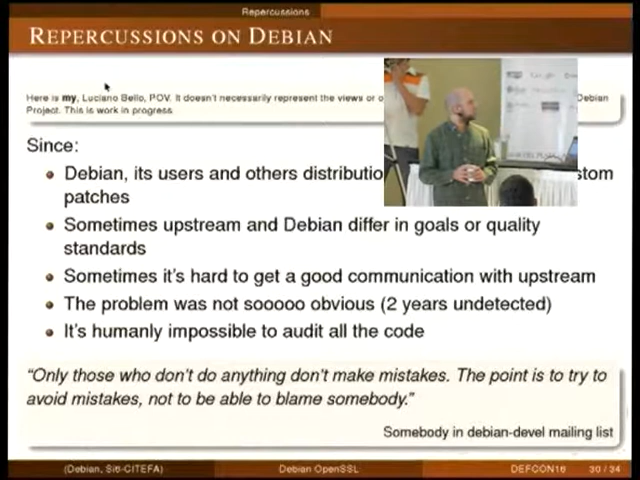 Repercussions
REPERCUSSIONS ON DEBIAN
Here is my, Luciano Bello, POV. It doesn't necessarily represent the views or o
Debian
Project. This is work in progress
Since:
Debian, its users and others distributio
stom
patches
Sometimes upstream and Debian differ in goals or quality
standards
Sometimes it's hard to get a good communication with upstream
The problem was not sooooo obvious (2 years undetected)
It's humanly impossible to audit all the code
"Only those who don't do anything don't make mistakes. The point is to try to
avoid mistakes, not to be able to blame somebody."
Somebody in debian-devel mailing list
(Debian, Si6-CITEFA)
Debian OpenSSL
DEFCON16
30 / 34